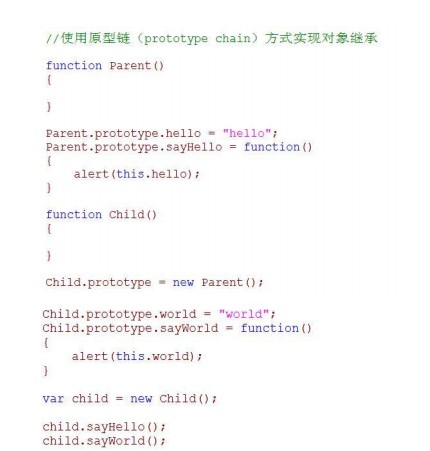 //使用原型链（prototype chain）方式实现对象继承
function Parent()
{
}
Parent.prototype.hello = "hello";
Parent.prototype.sayHello = function()
{
alert(this.hello);
}
function Child()
{
}
Child.prototype = new Parent();
Child.prototype.world = "world";
Child.prototype.sayWorld = function()
{
alert(this.world);
}
var child = new Child();
child.sayHello();
child.sayWorld();